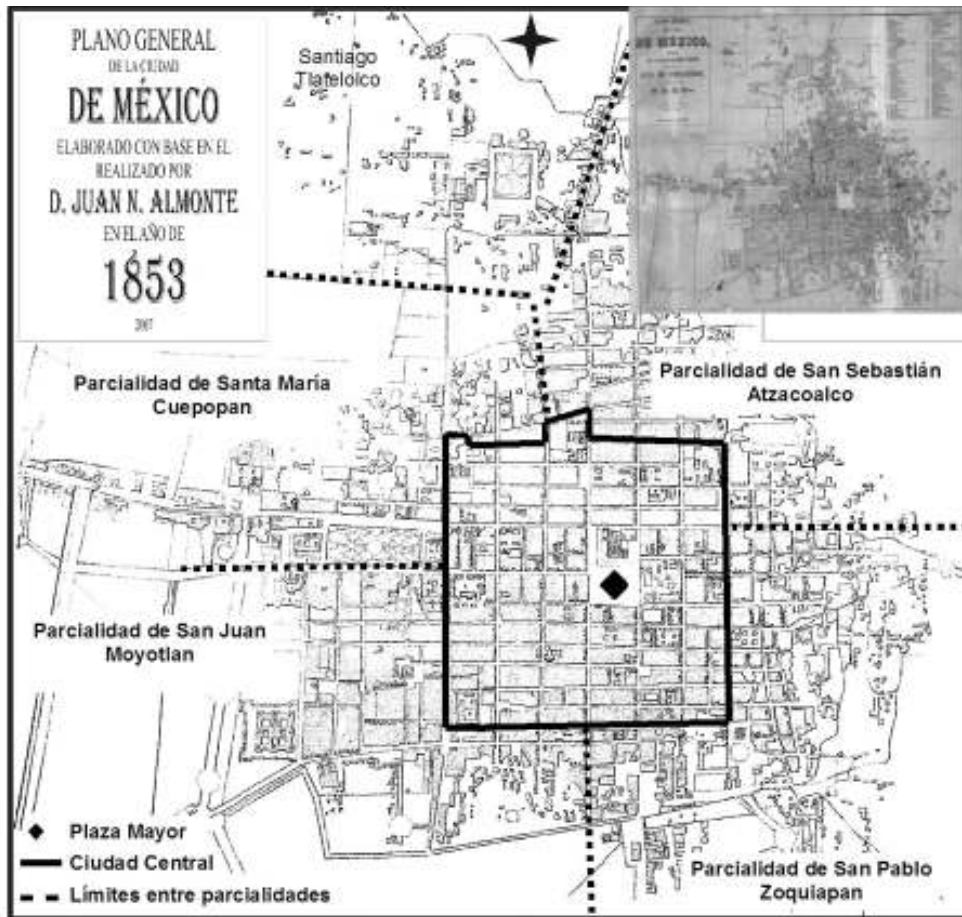 PLANO GENERAL
DE LA CIUDAD
DE MÉXICO
ELABORADO CON BASE EN EL
REALIZADO POR
D. JUAN N. ALMONTE
EN EL AÑO DE
1853
2007
Santiago
Tlatelolco
DE MEXICO,
Parcialidad de Santa María
Cuepopan
Parcialidad de San Sebastián
Atzacoalco
Parcialidad de San Juan
Moyotlan
Plaza Mayor
Ciudad Central
Límites entre parcialidades
Parcialidad de San Pablo
Zoquiapan